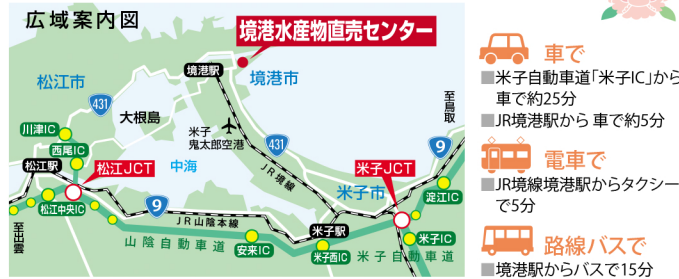 広域案内図
境港水産物直売センター
境港駅
境港市
松江市
431
大根島
米子
鬼太郎空港
431
至鳥取
川津IC
西尾IC
松江駅
松江JCT
中海
JR境線
米子市
米子JCT
9
淀江IC
松江中央IC
9
JR山陰本線
米子駅
至出雲
山陰自動車道
安来IC
米子西IC
米子自動車道
米子IC
車で
■米子自動車道「米子IC」から
車で約25分
■JR境港駅から 車で約5分
電車で
■JR境線境港駅からタクシー
で5分
路線バスで
■境港駅からバスで15分